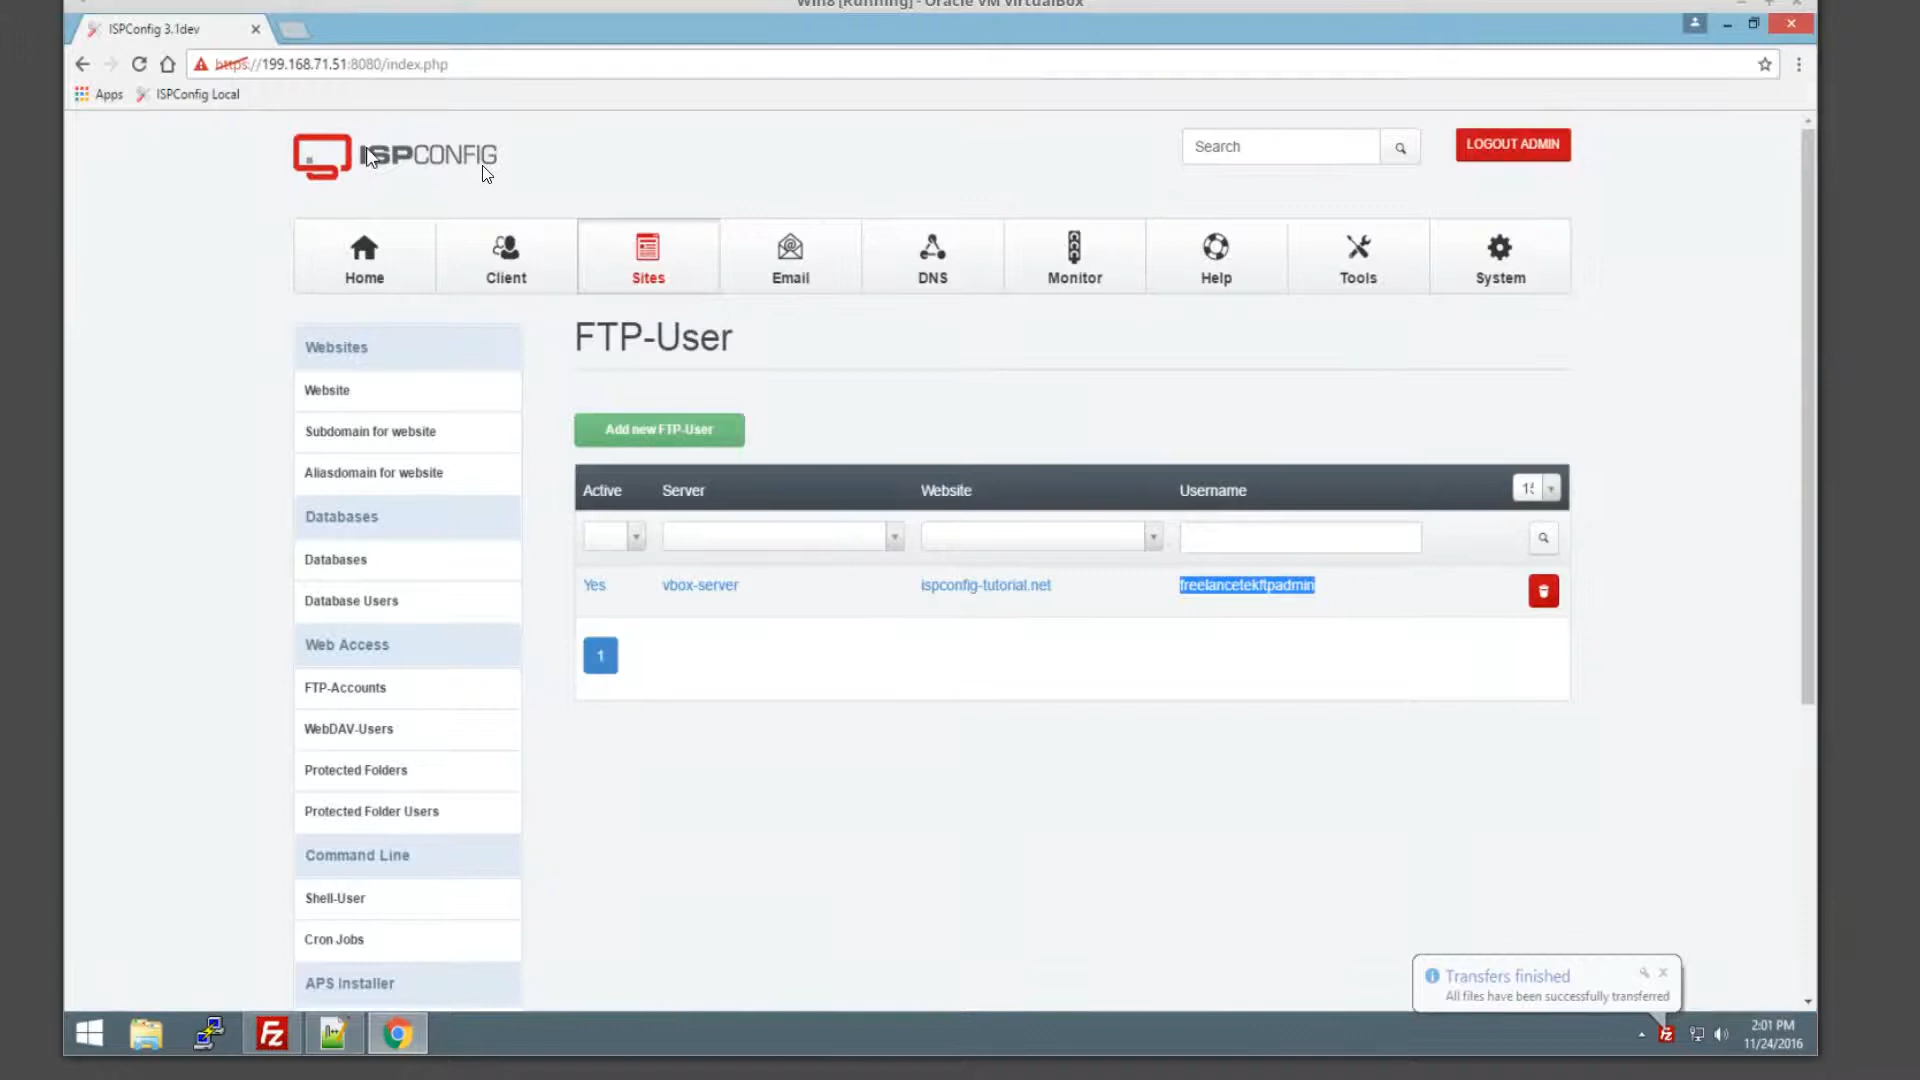 Win8 [Running] - Oracle VM VirtualBox
ISPConfig 3.1dev
https://199.168.71.51:8080/index.php
Apps
ISPConfig Local
ISPCONFIG
Search
LOGOUT ADMIN
Home
Client
Sites
Email
DNS
Monitor
Help
Tools
System
Websites
Website
Subdomain for website
Aliasdomain for website
Databases
Databases
Database Users
Web Access
FTP-Accounts
WebDAV-Users
Protected Folders
Protected Folder Users
Command Line
Shell-User
Cron Jobs
APS Installer
FTP-User
Add new FTP-User
Active Server Website Username
Yes vbox-server ispconfig-tutorial.net freelancetekftpadmin
1
Transfers finished
All files have been successfully transferred
2:01 PM
11/24/2016